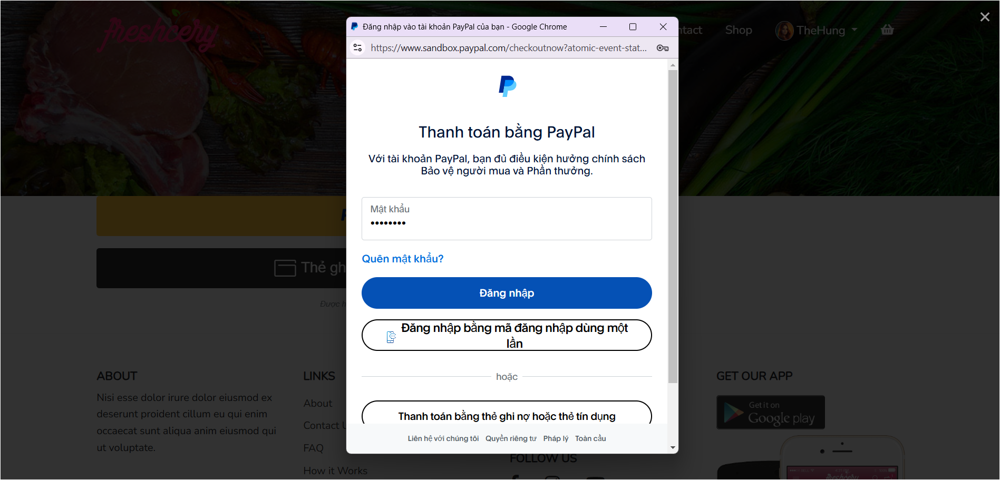 freshcery
ntact
Shop
TheHung
Đăng nhập vào tài khoản PayPal của bạn - Google Chrome
https://www.sandbox.paypal.com/checkoutnow?atomic-event-stat...
Thanh toán bằng PayPal
Với tài khoản PayPal, bạn đủ điều kiện hưởng chính sách
Bảo vệ người mua và Phần thưởng.
Mật khẩu
••••••••
Quên mật khẩu?
Đăng nhập
Đăng nhập bằng mã đăng nhập dùng một
lần
hoặc
Thanh toán bằng thẻ ghi nợ hoặc thẻ tín dụng
Liên hệ với chúng tôi Quyền riêng tư Pháp lý Toàn cầu
Thẻ gh
Được h
ABOUT
Nisi esse dolor irure dolor eiusmod ex
deserunt proident cillum eu qui enim
occaecat sunt aliqua anim eiusmod qui
ut voluptate.
LINKS
About
Contact U
FAQ
How it Works
FOLLOW US
GET OUR APP
Get it on
Google play
freshcery